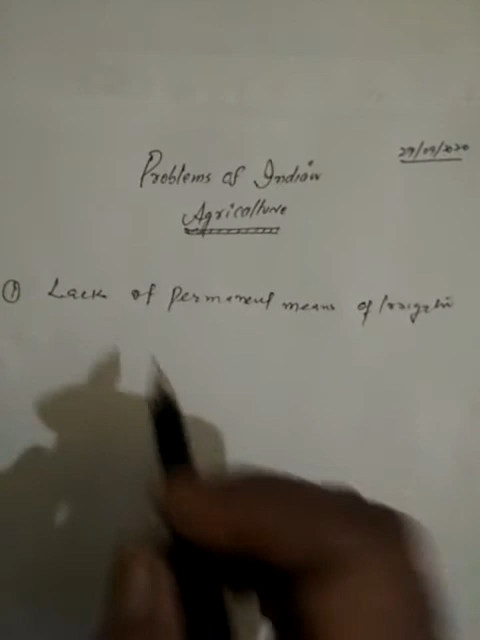 29/09/2020
Problems of Indian
Agriculture
① Lack of Permanent means of Irrigation